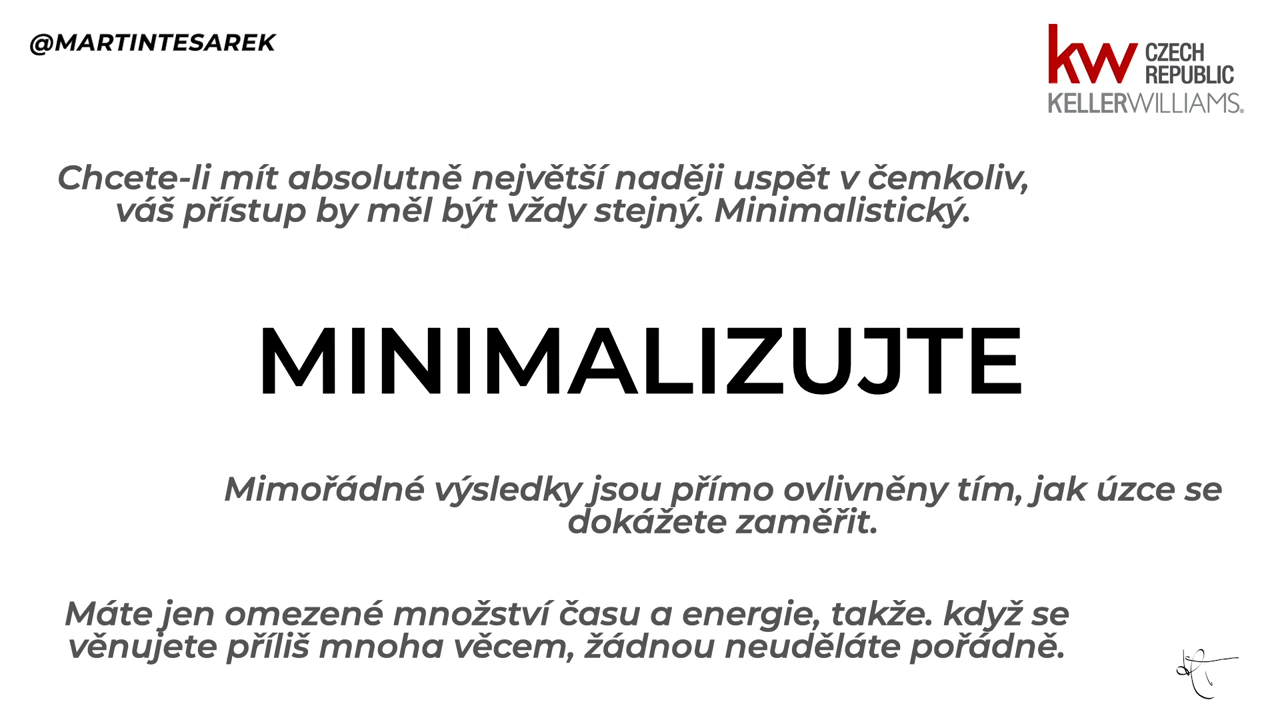 @MARTINTESAREK
kw CZECH
REPUBLIC
KELLERWILLIAMS®
Chcete-li mít absolutně největší naději uspět v čemkoliv,
váš přístup by měl být vždy stejný. Minimalistický.
MINIMALIZUJTE
Mimořádné výsledky jsou přímo ovlivněny tím, jak úzce se
dokážete zaměřit.
Máte jen omezené množství času a energie, takže. když se
věnujete příliš mnoha věcem, žádnou neuděláte pořádně.